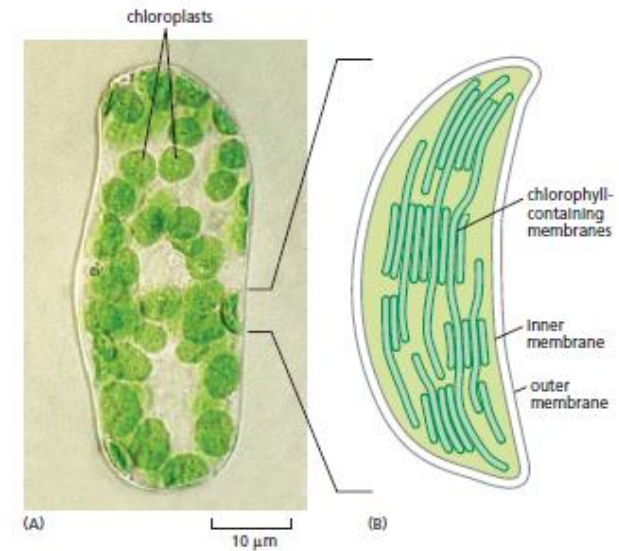 chloroplasts
chlorophyll-
containing
membranes
inner
membrane
outer
membrane
(A)
10 μm
(B)